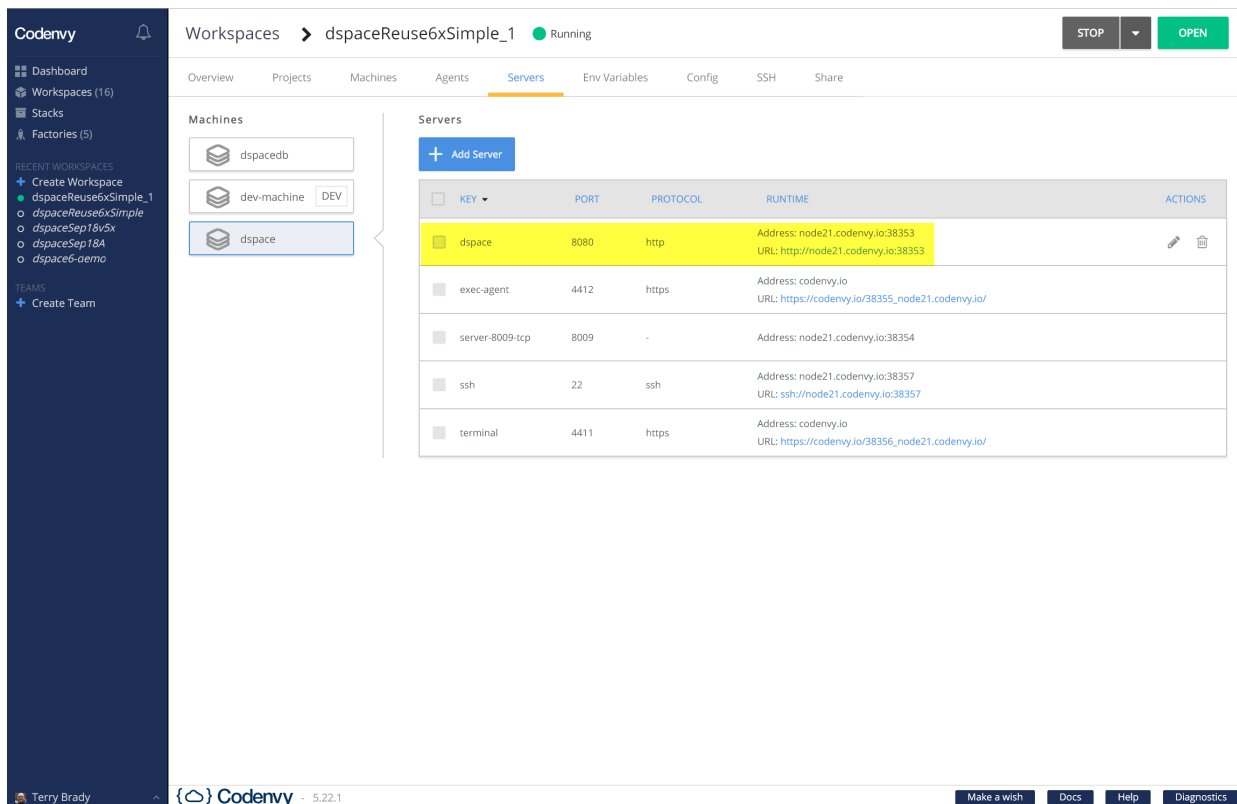 Codenvy
Dashboard
Workspaces (16)
Stacks
Factories (5)
RECENT WORKSPACES
+ Create Workspace
dspaceReuse6xSimple_1
dspaceReuse6xSimple
dspaceSep18v5x
dspaceSep18A
dspace6-demo
TEAMS
+ Create Team
Terry Brady
Workspaces > dspaceReuse6xSimple_1 Running
STOP OPEN
Overview Projects Machines Agents Servers Env Variables Config SSH Share
Machines
dspacedb
dev-machine DEV
dspace
Servers
+ Add Server
KEY PORT PROTOCOL RUNTIME ACTIONS
dspace 8080 http Address: node21.codenvy.io:38353
URL: http://node21.codenvy.io:38353
exec-agent 4412 https Address: codenvy.io
URL: https://codenvy.io/38355_node21.codenvy.io/
server-8009-tcp 8009 - Address: node21.codenvy.io:38354
ssh 22 ssh Address: node21.codenvy.io:38357
URL: ssh://node21.codenvy.io:38357
terminal 4411 https Address: codenvy.io
URL: https://codenvy.io/38356_node21.codenvy.io/
{ } Codenvy - 5.22.1
Make a wish Docs Help Diagnostics